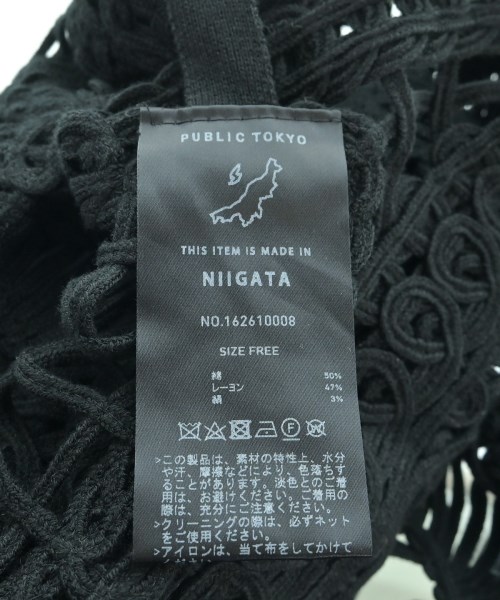 PUBLIC TOKYO
THIS ITEM IS MADE IN
NIIGATA
NO.162610008
SIZE FREE
綿 50%
レーヨン 47%
絹 3%
>この製品は、素材の特性上、水分
や汗、摩擦などにより、色落ちす
ることがあります。淡色とのご着
用は、お避けください。ご着用の
際は、充分にご注意ください。
>クリーニングの際は、必ずネット
をご使用ください。
>アイロンは、当て布をしてかけて